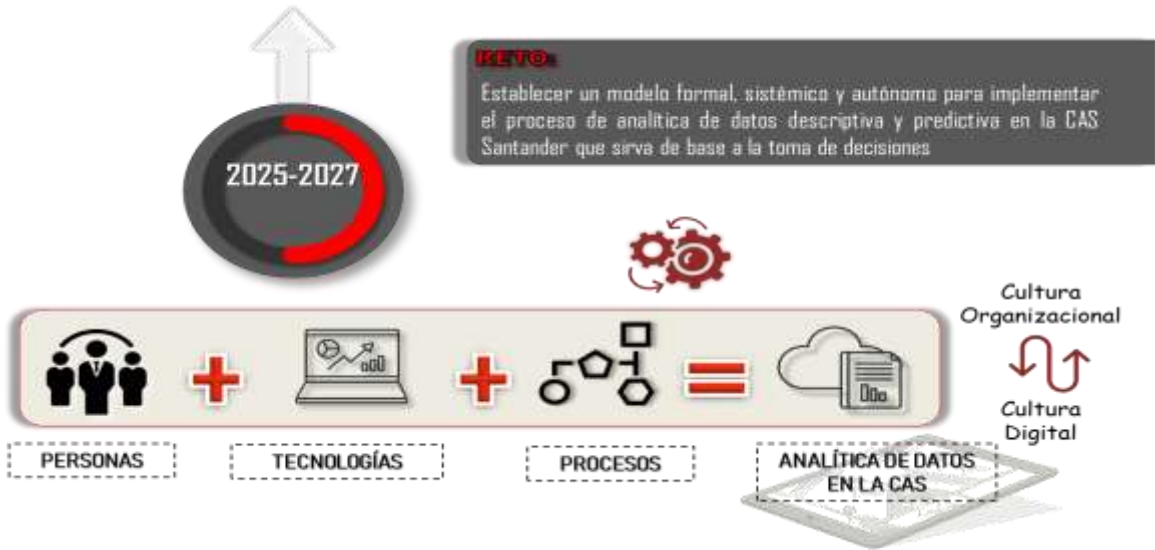 RETO:
Establecer un modelo formal, sistémico y autónomo para implementar
el proceso de analítica de datos descriptiva y predictiva en la CAS
Santander que sirva de base a la toma de decisiones
2025-2027
Cultura
Organizacional
Cultura
Digital
PERSONAS
TECNOLOGÍAS
PROCESOS
ANALÍTICA DE DATOS
EN LA CAS